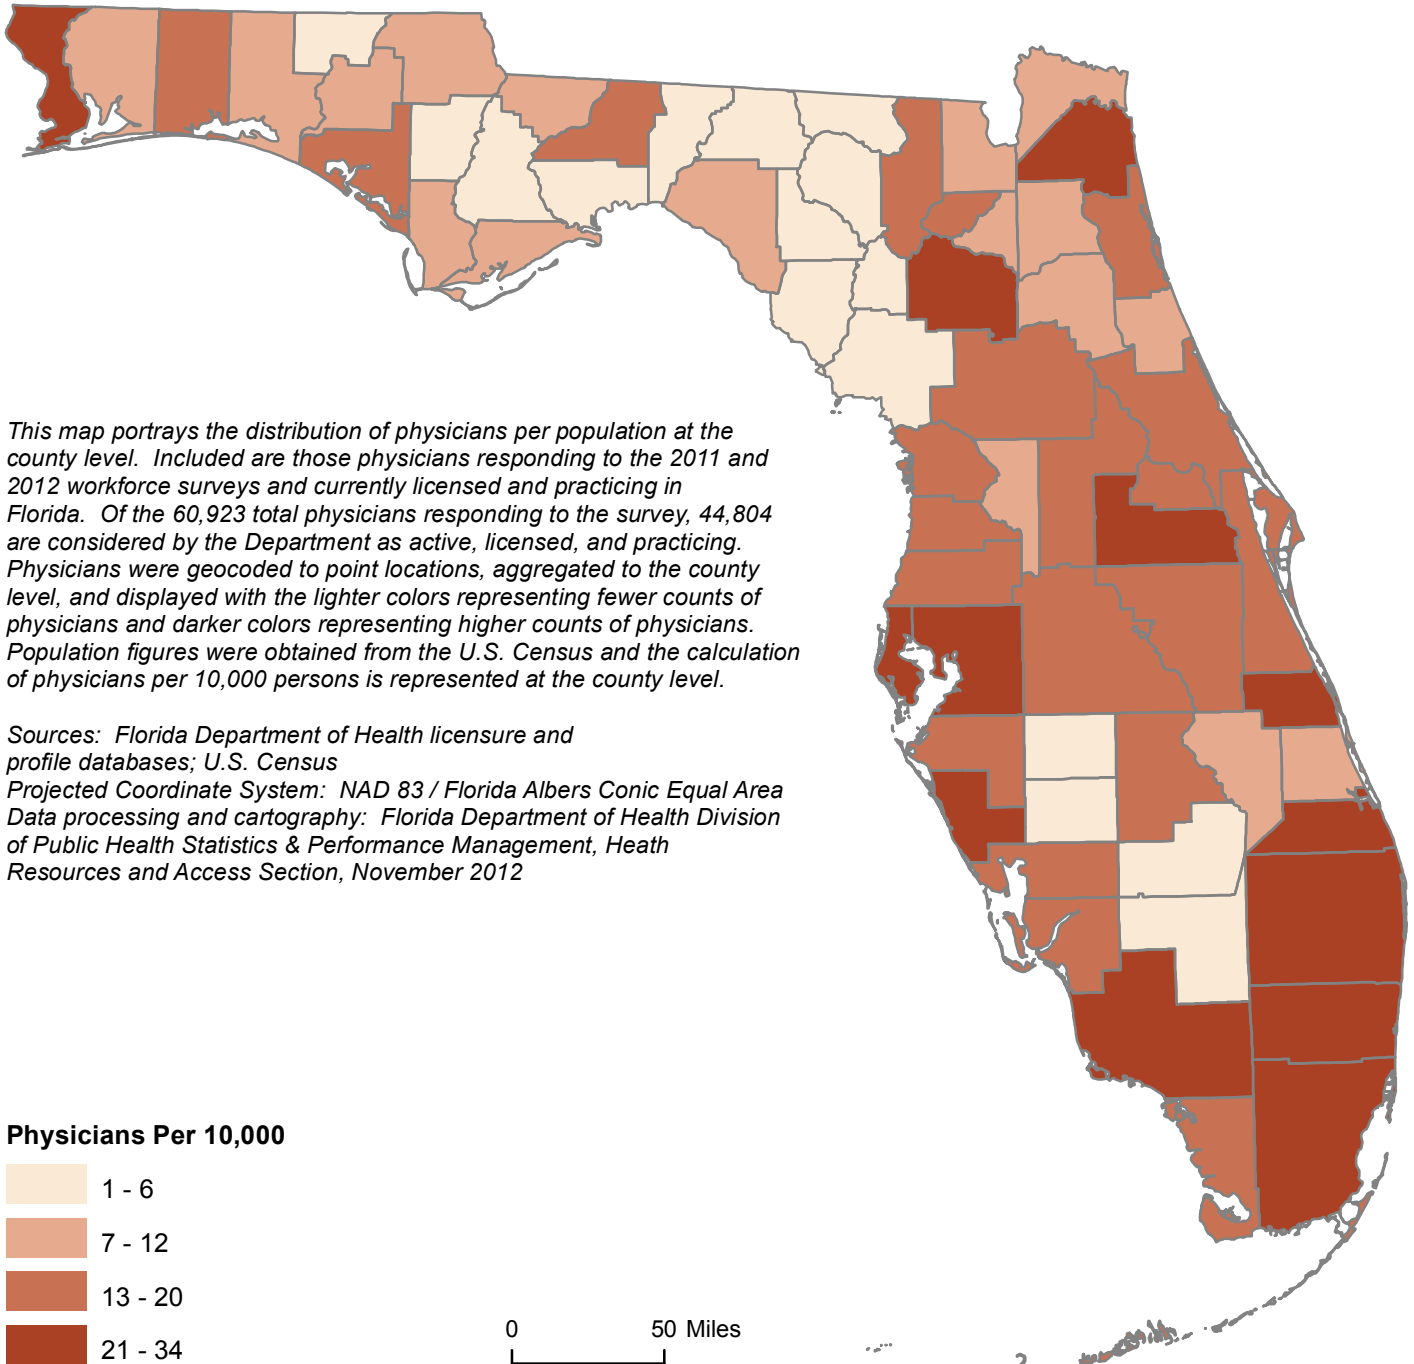 This map portrays the distribution of physicians per population at the
county level.  Included are those physicians responding to the 2011 and
2012 workforce surveys and currently licensed and practicing in
Florida.  Of the 60,923 total physicians responding to the survey, 44,804
are considered by the Department as active, licensed, and practicing.
Physicians were geocoded to point locations, aggregated to the county
level, and displayed with the lighter colors representing fewer counts of
physicians and darker colors representing higher counts of physicians.
Population figures were obtained from the U.S. Census and the calculation
of physicians per 10,000 persons is represented at the county level.
Sources:  Florida Department of Health licensure and
profile databases; U.S. Census
Projected Coordinate System:  NAD 83 / Florida Albers Conic Equal Area
Data processing and cartography:  Florida Department of Health Division
of Public Health Statistics & Performance Management, Heath
Resources and Access Section, November 2012
Physicians Per 10,000
1 - 6
7 - 12
13 - 20
21 - 34
0 50 Miles